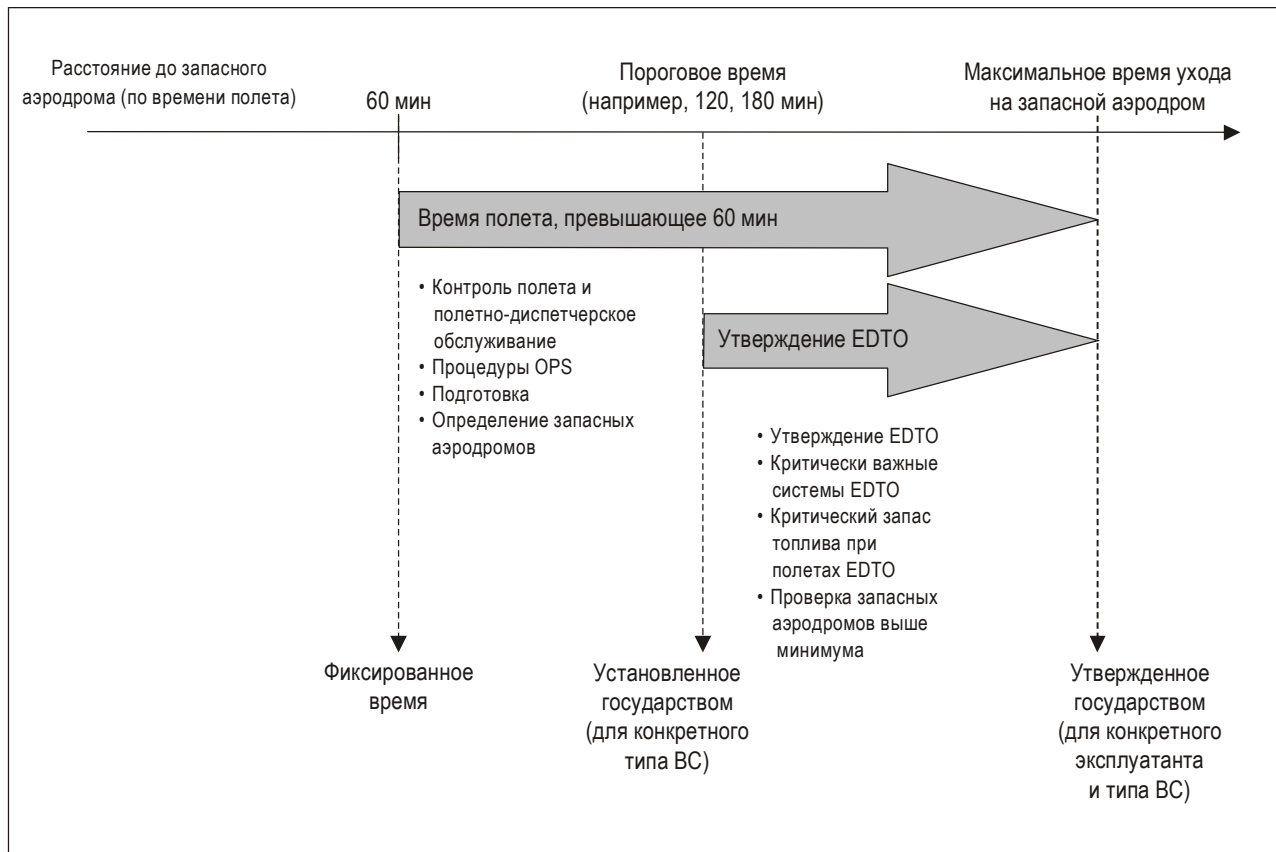 Расстояние до запасного
аэродрома (по времени полета)
60 мин
Пороговое время
(например, 120, 180 мин)
Максимальное время ухода
на запасной аэродром
Время полета, превышающее 60 мин
• Контроль полета и
полетно-диспетчерское
обслуживание
• Процедуры OPS
• Подготовка
• Определение запасных
аэродромов
Утверждение EDTO
• Утверждение EDTO
• Критически важные
системы EDTO
• Критический запас
топлива при
полетах EDTO
• Проверка запасных
аэродромов выше
минимума
Фиксированное
время
Установленное
государством
(для конкретного
типа ВС)
Утвержденное
государством
(для конкретного
эксплуатанта
и типа ВС)